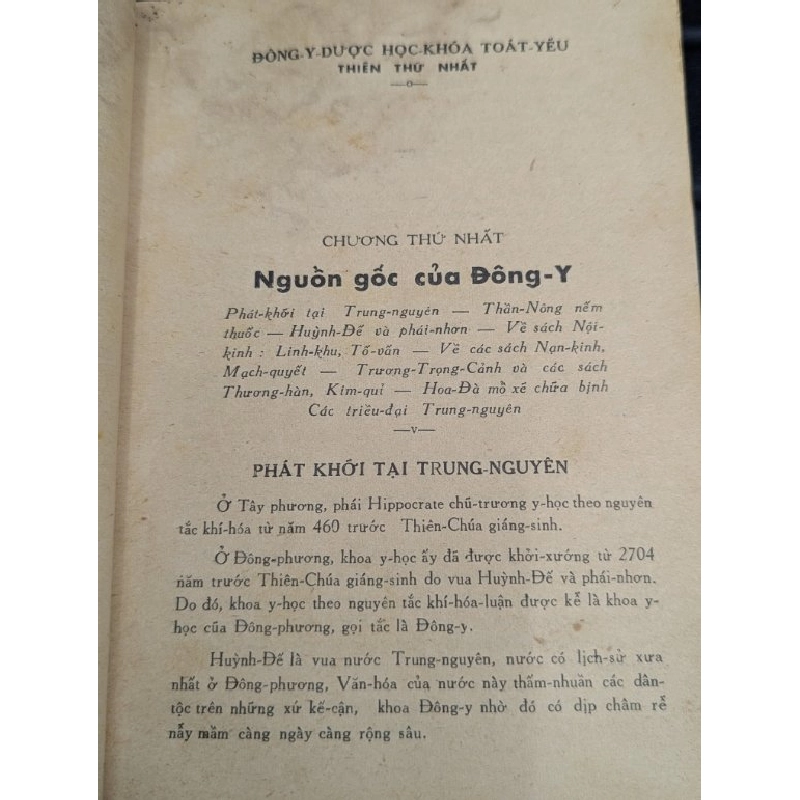 ĐÔNG-Y-DƯỢC HỌC-KHÓA TOÁT-YẾU
THIÊN THỨ NHẤT
—o—
CHƯƠNG THỨ NHẤT
Nguồn gốc của Đông-Y
Phát-khởi tại Trung-nguyên — Thần-Nông nếm
thuốc — Huỳnh-Đế và phái-nhơn — Về sách Nội-
kinh : Linh-khu, Tố-vấn — Về các sách Nạn-kinh,
Mạch-quyết — Trương-Trọng-Cảnh và các sách
Thương-hàn, Kim-quỉ — Hoa-Đà mổ xẻ chữa bịnh
Các triều-đại Trung-nguyên
—v—
PHÁT KHỞI TẠI TRUNG-NGUYÊN
Ở Tây phương, phái Hippocrate chủ-trương y-học theo nguyên
tắc khí-hóa từ năm 460 trước Thiên-Chúa giáng-sinh.
Ở Đông-phương, khoa y-học ấy đã được khởi-xướng từ 2704
năm trước Thiên-Chúa giáng-sinh do vua Huỳnh-Đế và phái-nhơn.
Do đó, khoa y-học theo nguyên tắc khí-hóa-luận được kể là khoa y-
học của Đông-phương, gọi tắc là Đông-y.
Huỳnh-Đế là vua nước Trung-nguyên, nước có lịch-sử xưa
nhất ở Đông-phương, Văn-hóa của nước này thấm-nhuần các dân-
tộc trên những xứ kế-cận, khoa Đông-y nhờ đó có dịp châm rễ
nẩy mầm càng ngày càng rộng sâu.